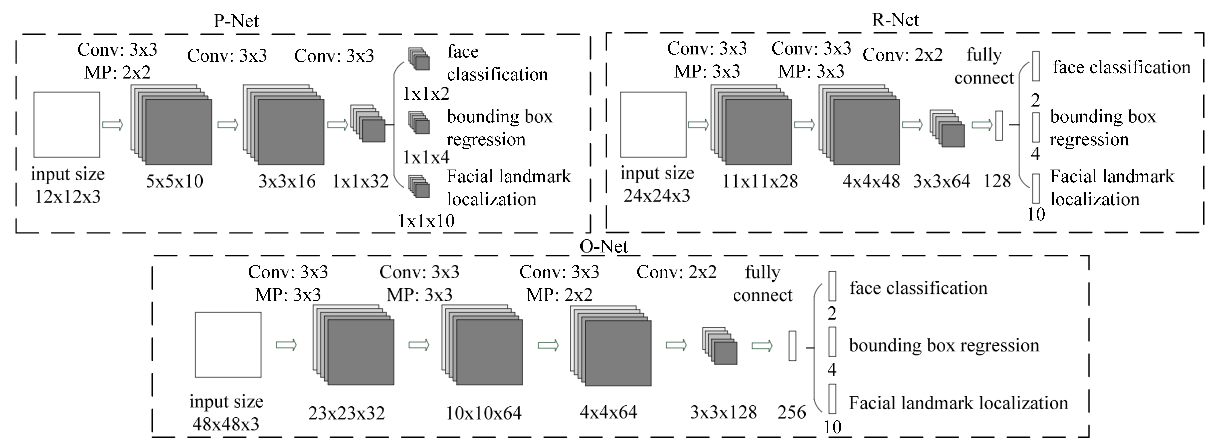 P-Net
Conv: 3x3
MP: 2x2
Conv: 3x3
Conv: 3x3
face
classification
1x1x2
bounding box
regression
1x1x4
Facial landmark
localization
1x1x10
input size
12x12x3
5x5x10
3x3x16
1x1x32
R-Net
Conv: 3x3
MP: 3x3
Conv: 3x3
MP: 3x3
Conv: 2x2
fully
connect
face classification
2
bounding box
regression
4
Facial landmark
localization
10
input size
24x24x3
11x11x28
4x4x48
3x3x64
128
O-Net
Conv: 3x3
MP: 3x3
Conv: 3x3
MP: 3x3
Conv: 3x3
MP: 2x2
Conv: 2x2
fully
connect
face classification
2
bounding box regression
4
Facial landmark localization
10
input size
48x48x3
23x23x32
10x10x64
4x4x64
3x3x128
256